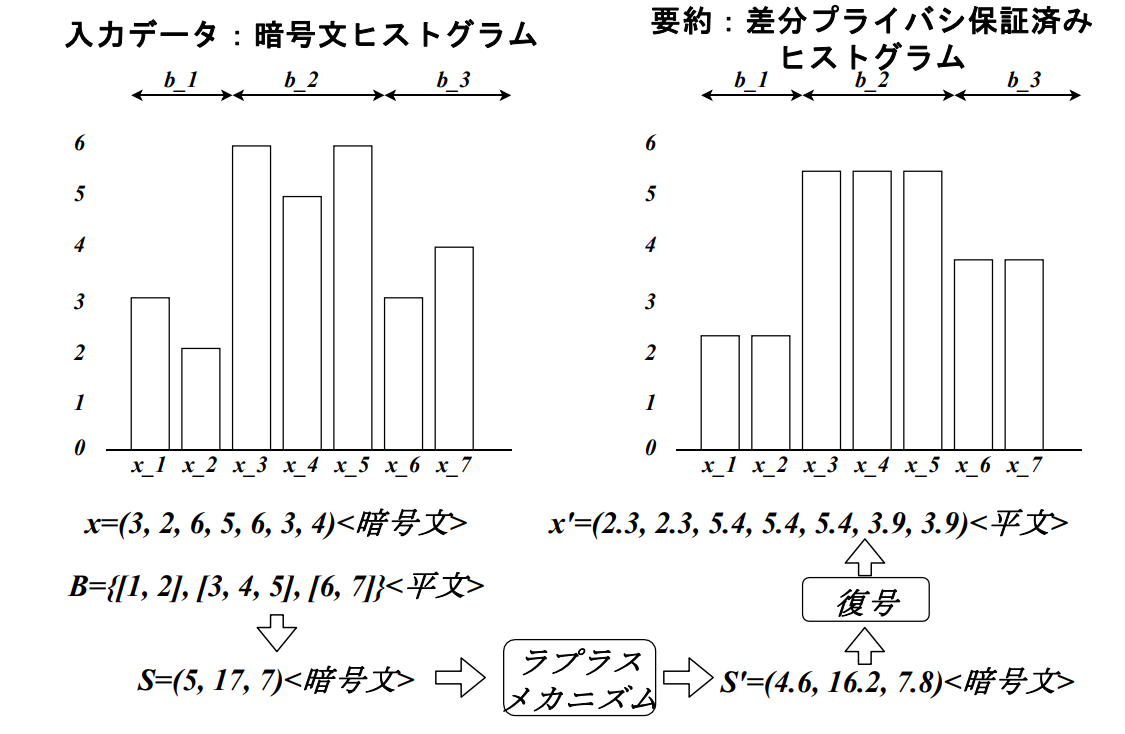 入力データ：暗号文ヒストグラム
b_1 b_2 b_3
6
5
4
3
2
1
0
x_1 x_2 x_3 x_4 x_5 x_6 x_7
x=(3, 2, 6, 5, 6, 3, 4)<暗号文>
B={[1, 2], [3, 4, 5], [6, 7]}<平文>
S=(5, 17, 7)<暗号文>
ラプラス
メカニズム
要約：差分プライバシ保証済み
ヒストグラム
b_1 b_2 b_3
6
5
4
3
2
1
0
x_1 x_2 x_3 x_4 x_5 x_6 x_7
x'=(2.3, 2.3, 5.4, 5.4, 5.4, 3.9, 3.9)<平文>
復号
S'=(4.6, 16.2, 7.8)<暗号文>